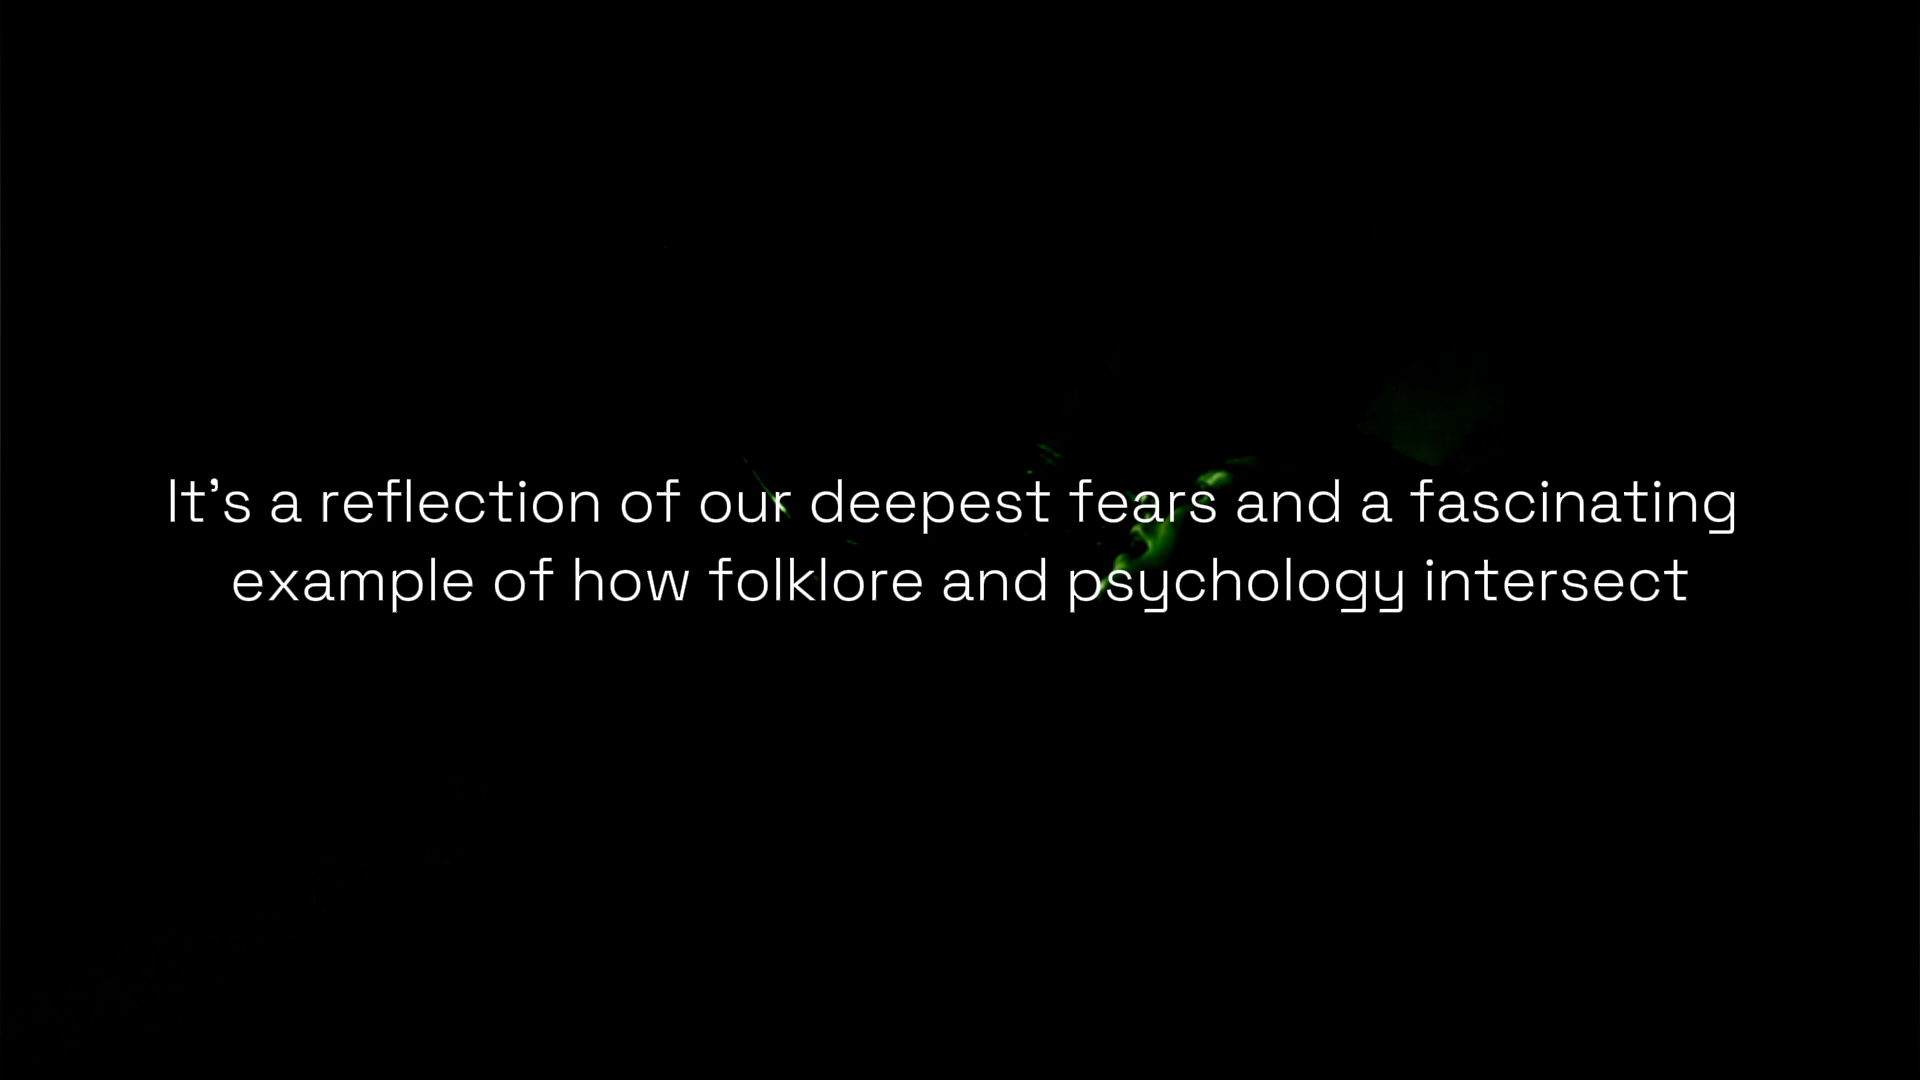 It's a reflection of our deepest fears and a fascinating
example of how folklore and psychology intersect